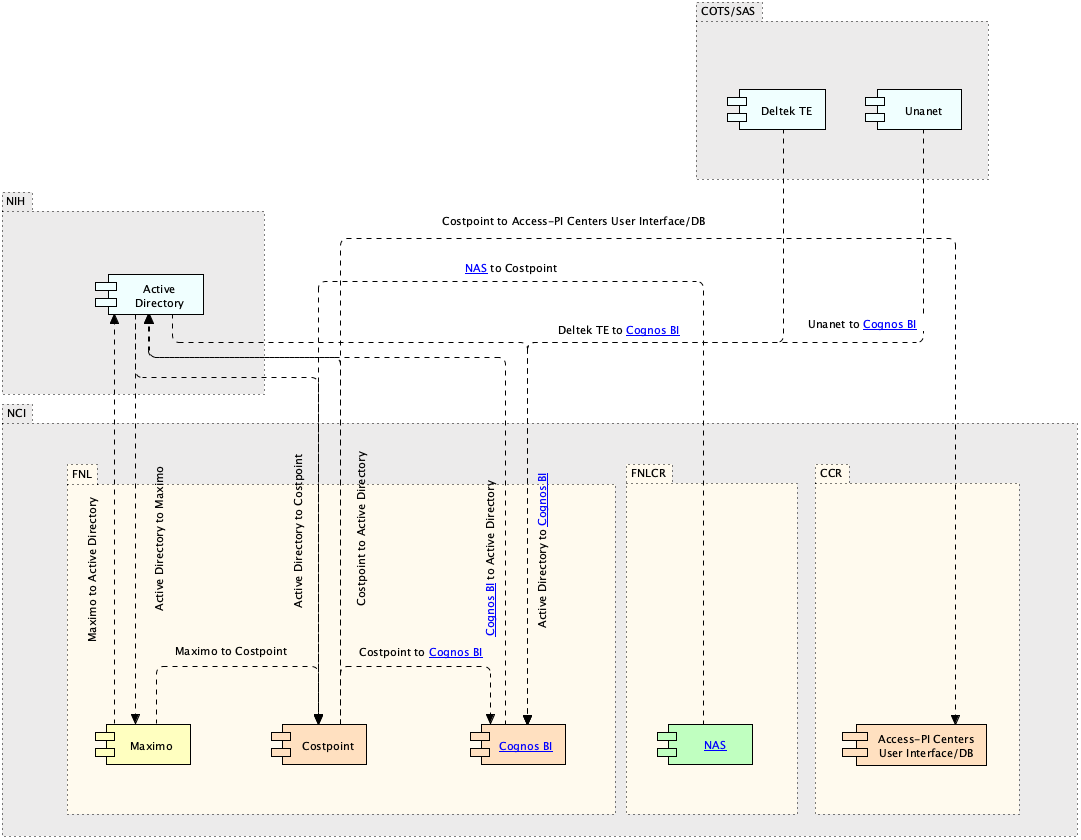 COTS/SAS
Deltek TE
Unanet
NIH
Costpoint to Access-PI Centers User Interface/DB
NAS to Costpoint
Active
Directory
Deltek TE to Cognos BI
Unanet to Cognos BI
NCI
FNL
FNLCR
CCR
Maximo to Active Directory
Active Directory to Maximo
Active Directory to Costpoint
Costpoint to Active Directory
Cognos BI to Active Directory
Active Directory to Cognos BI
Maximo to Costpoint
Costpoint to Cognos BI
Maximo
Costpoint
Cognos BI
NAS
Access-PI Centers
User Interface/DB